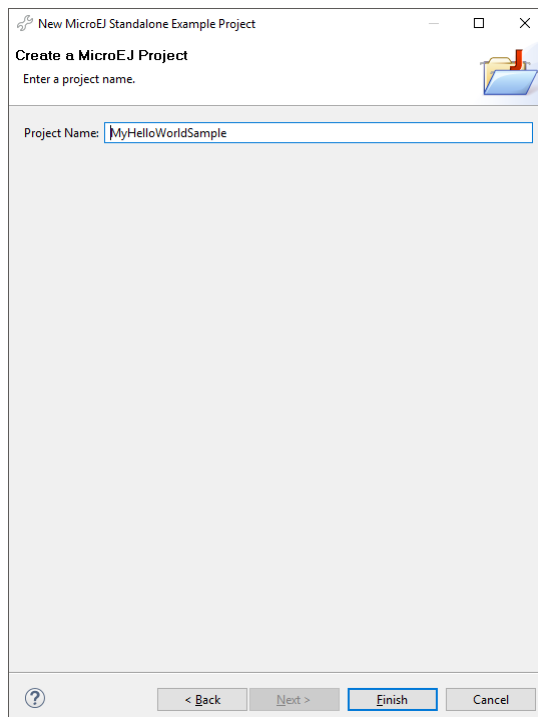 New MicroEJ Standalone Example Project
Create a MicroEJ Project
Enter a project name.
Project Name: MyHelloWorldSample
? < Back Next > Finish Cancel